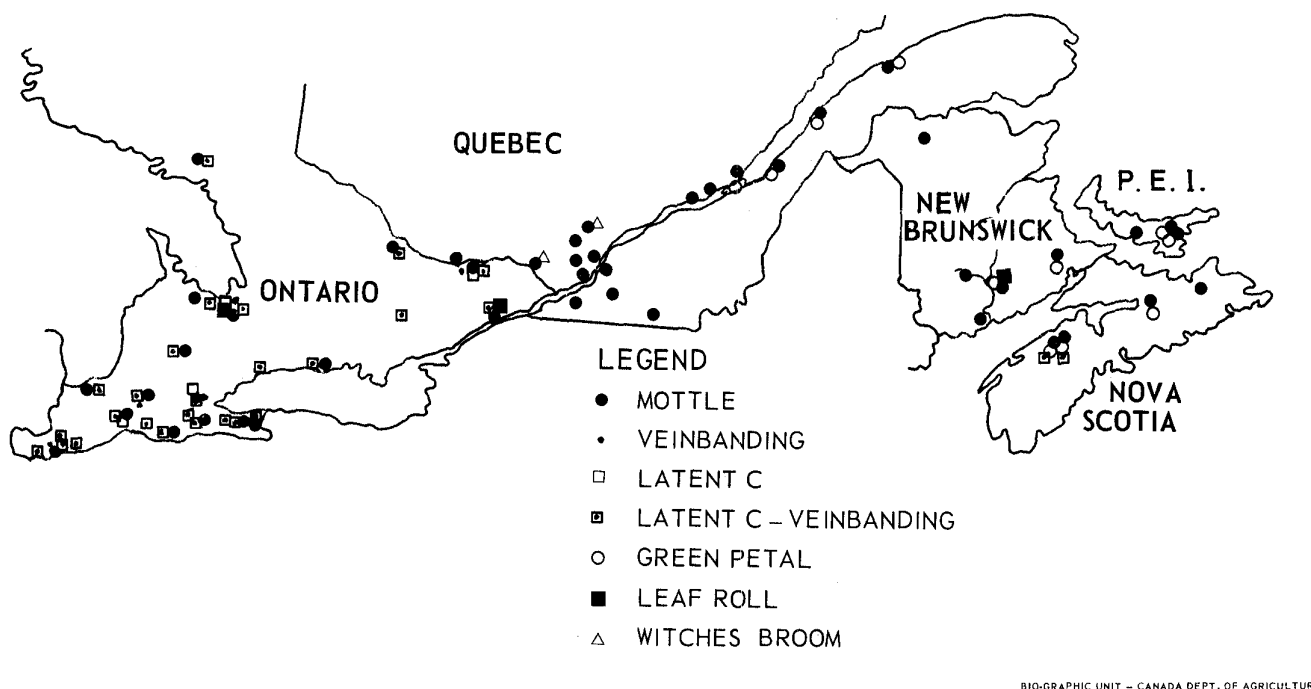 QUEBEC
P. E. I.
NEW
BRUNSWICK
ONTARIO
NOVA
SCOTIA
LEGEND
MOTTLE
VEINBANDING
LATENT C
LATENT C – VEINBANDING
GREEN PETAL
LEAF ROLL
WITCHES BROOM
BIO-GRAPHIC UNIT – CANADA DEPT. OF AGRICULTUR